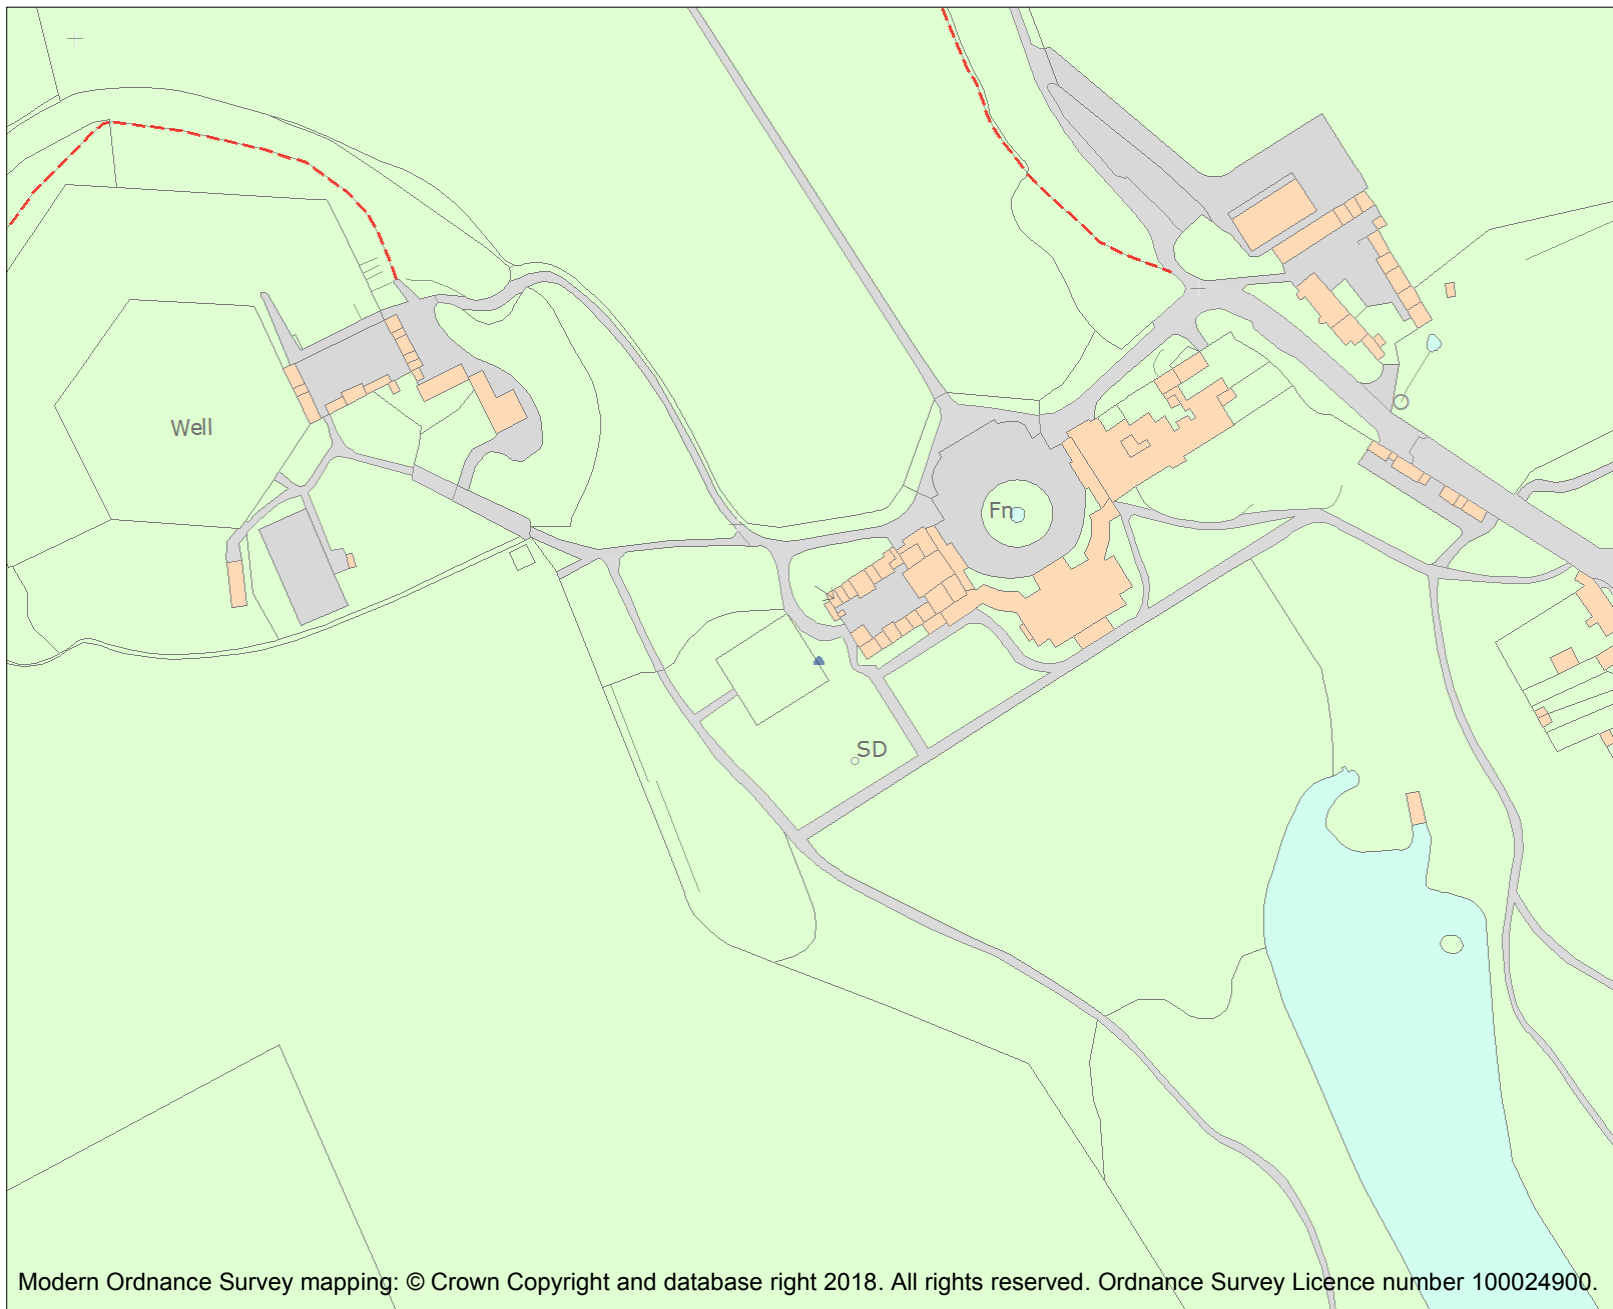 Well
Fn
SD
Modern Ordnance Survey mapping: © Crown Copyright and database right 2018. All rights reserved. Ordnance Survey Licence number 100024900.